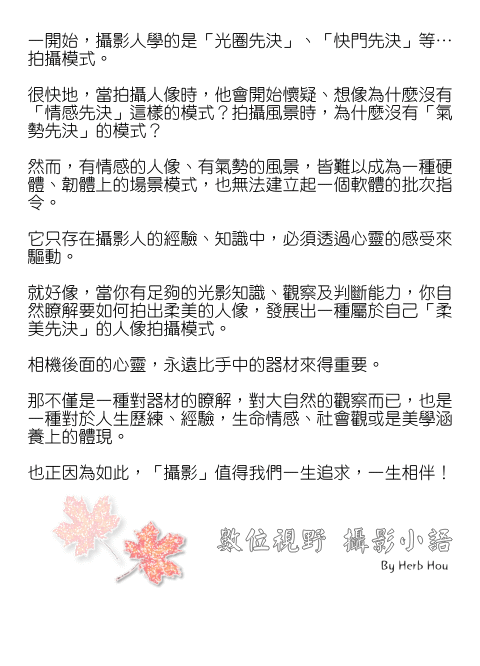 一開始，攝影人學的是「光圈先決」、「快門先決」等…
拍攝模式。
很快地，當拍攝人像時，他會開始懷疑、想像為什麼沒有
「情感先決」這樣的模式？拍攝風景時，為什麼沒有「氣
勢先決」的模式？
然而，有情感的人像、有氣勢的風景，皆難以成為一種硬
體、韌體上的場景模式，也無法建立起一個軟體的批次指
令。
它只存在攝影人的經驗、知識中，必須透過心靈的感受來
驅動。
就好像，當你有足夠的光影知識、觀察及判斷能力，你自
然瞭解要如何拍出柔美的人像，發展出一種屬於自己「柔
美先決」的人像拍攝模式。
相機後面的心靈，永遠比手中的器材來得重要。
那不僅是一種對器材的瞭解，對大自然的觀察而已，也是
一種對於人生歷練、經驗，生命情感、社會觀或是美學涵
養上的體現。
也正因為如此，「攝影」值得我們一生追求，一生相伴！
數位視野 攝影小語
By Herb Hou